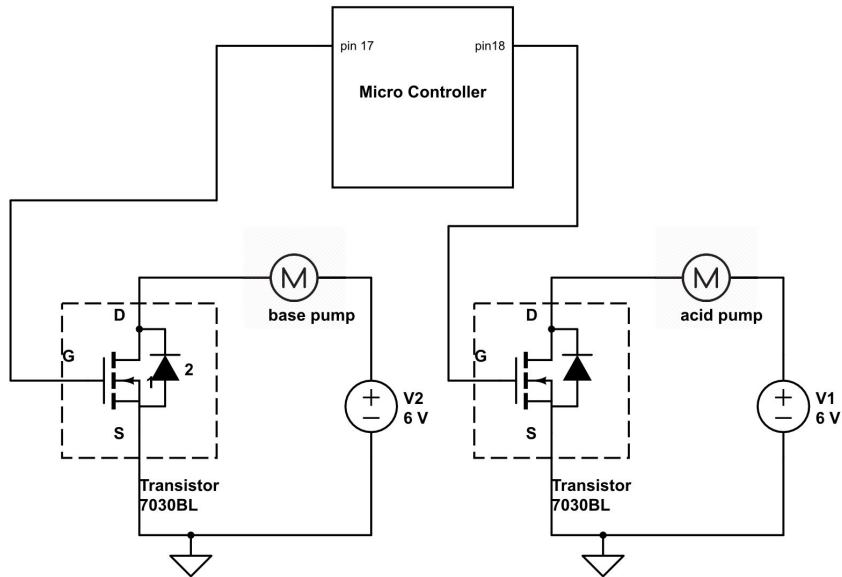 pin 17
pin18
Micro Controller
M
base pump
M
acid pump
D
G
2
1
S
V2
6 V
D
G
S
V1
6 V
Transistor
7030BL
Transistor
7030BL